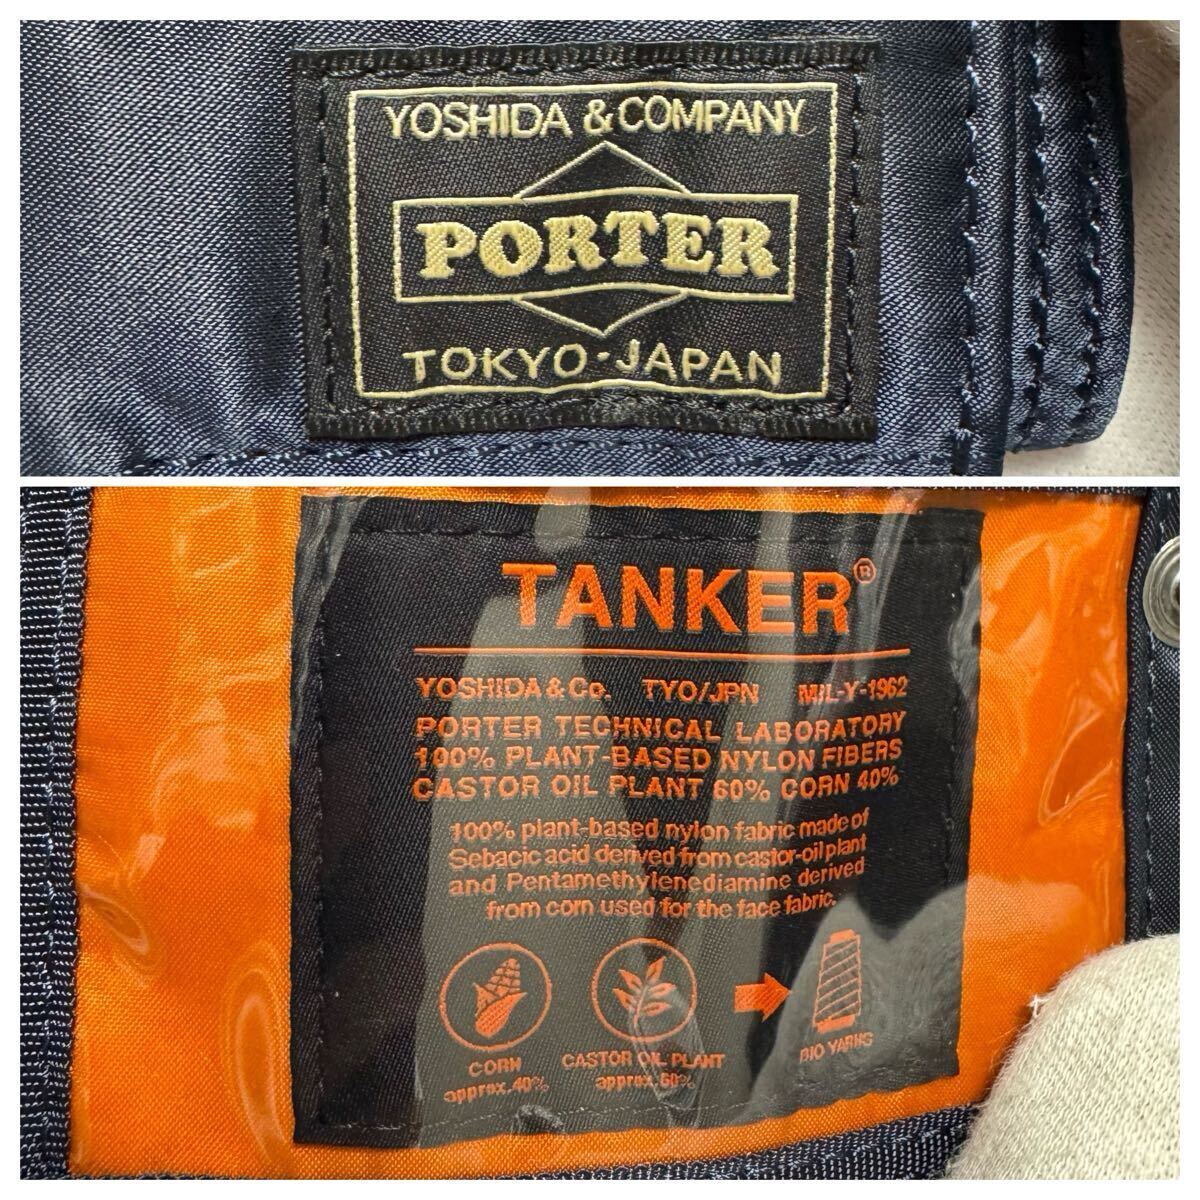 YOSHIDA & COMPANY
PORTER
TOKYO-JAPAN
TANKER®
YOSHIDA & Co. TYO/JPN MIL-Y-1962
PORTER TECHNICAL LABORATORY
100% PLANT-BASED NYLON FIBERS
CASTOR OIL PLANT 60% CORN 40%
100% plant-based nylon fabric made of
Sebacic acid derived from castor-oil plant
and Pentamethylenediamine derived
from corn used for the face fabric.
CORN
approx.40%
CASTOR OIL PLANT
approx.60%
BIO YARNS